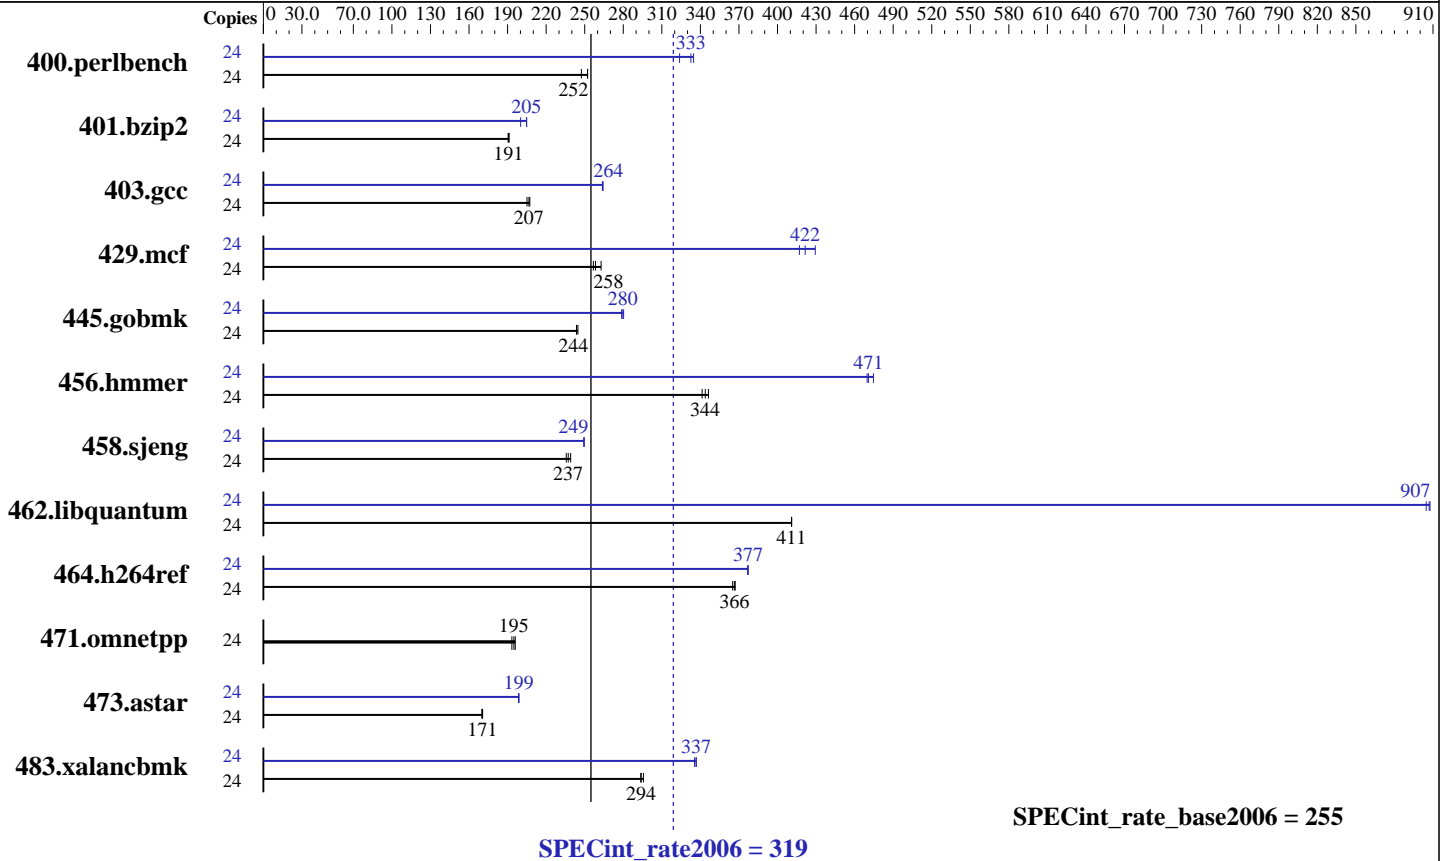 Copies 0 30.0 70.0 100 130 160 190 220 250 280 310 340 370 400 430 460 490 520 550 580 610 640 670 700 730 760 790 820 850 910
400.perlbench 24 333
24 252
401.bzip2 24 205
24 191
403.gcc 24 264
24 207
429.mcf 24 422
24 258
445.gobmk 24 280
24 244
456.hmmer 24 471
24 344
458.sjeng 24 249
24 237
462.libquantum 24 907
24 411
464.h264ref 24 377
24 366
471.omnetpp 24 195
473.astar 24 199
24 171
483.xalancbmk 24 337
24 294
SPECint_rate_base2006 = 255
SPECint_rate2006 = 319